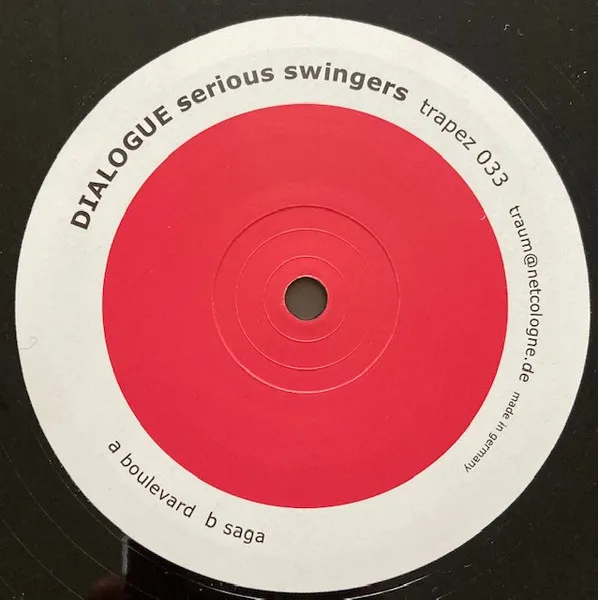 DIALOGUE serious swingers trapez 033
traum@netcologne.de made in germany
a boulevard b saga